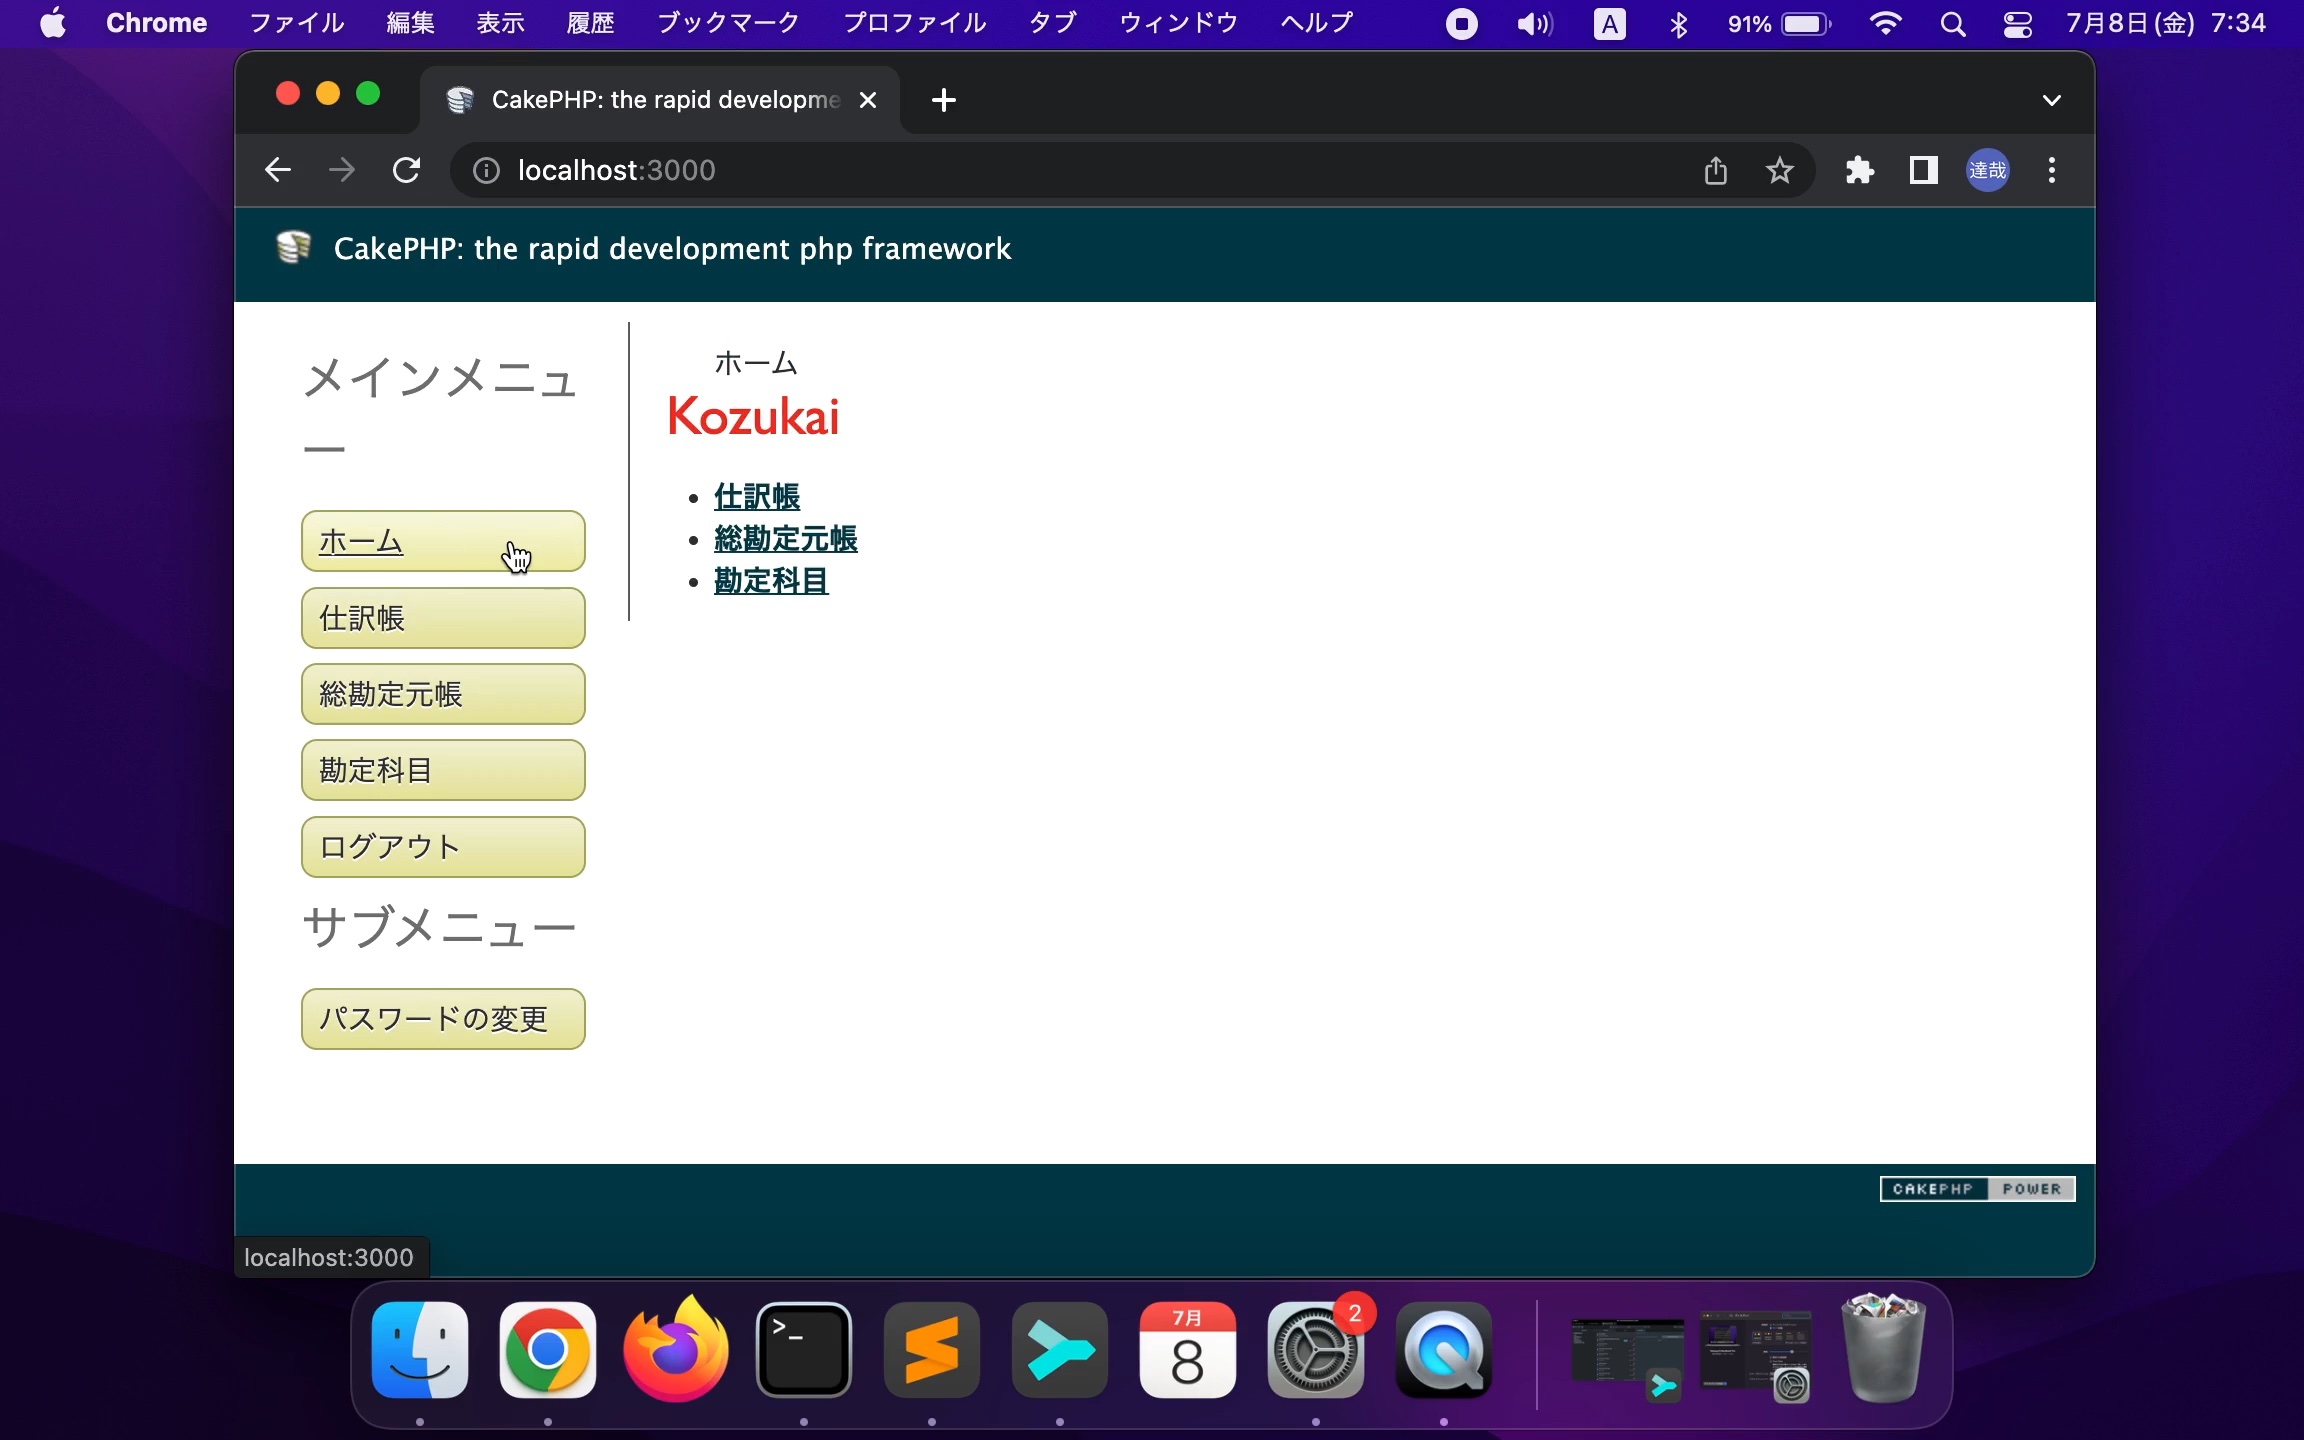 Chrome ファイル 編集 表示 履歴 ブックマーク プロファイル タブ ウィンドウ ヘルプ A 91% 7月8日(金) 7:34
CakePHP: the rapid developme
localhost:3000 達哉
CakePHP: the rapid development php framework
メインメニュ
ー
ホーム
仕訳帳
総勘定元帳
勘定科目
ログアウト
サブメニュー
パスワードの変更
ホーム
Kozukai
仕訳帳
総勘定元帳
勘定科目
CAKEPHP POWER
localhost:3000
>_
7月
8
2